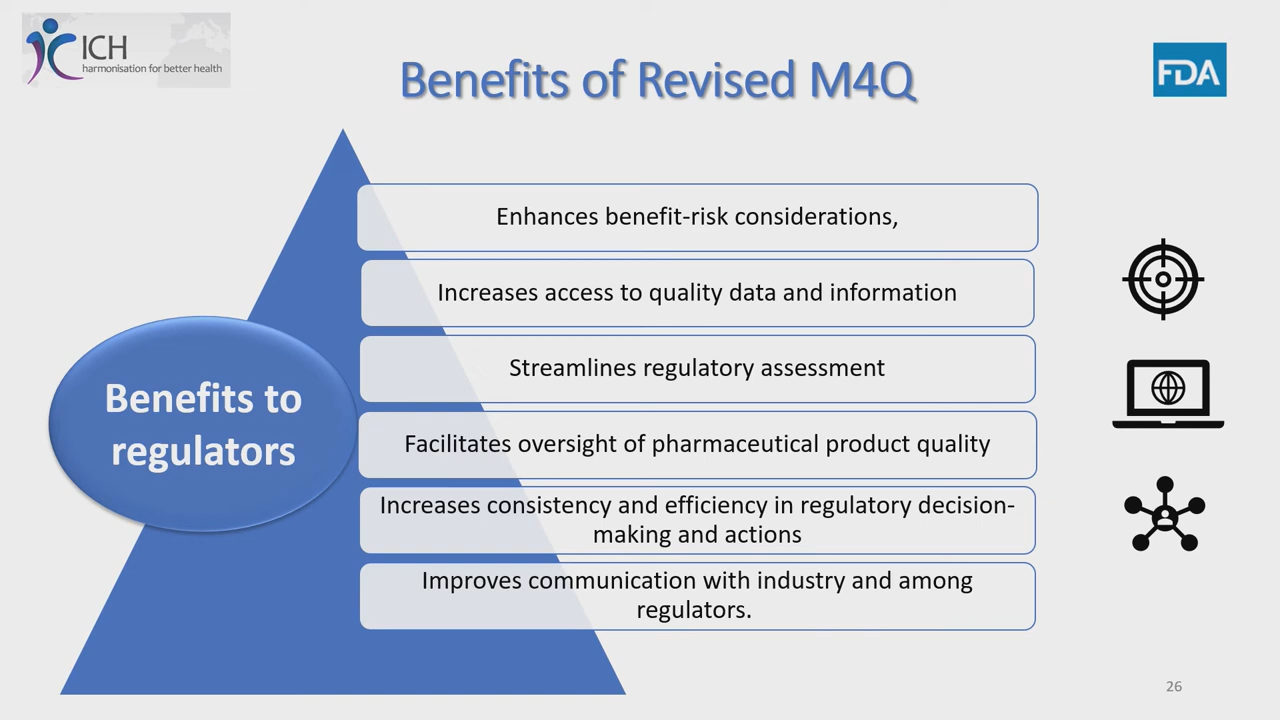 ICH
harmonisation for better health
Benefits of Revised M4Q
FDA
Benefits to
regulators
Enhances benefit-risk considerations,
Increases access to quality data and information
Streamlines regulatory assessment
Facilitates oversight of pharmaceutical product quality
Increases consistency and efficiency in regulatory decision-
making and actions
Improves communication with industry and among
regulators.
26